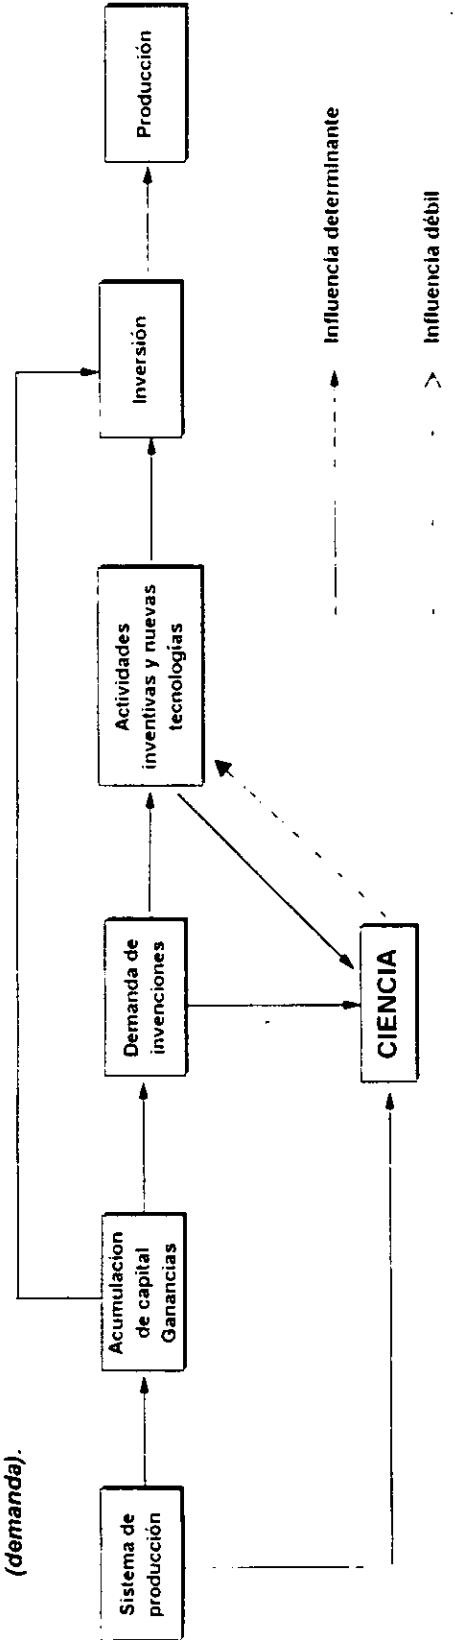 (demanda).
Sistema de
producción
Acumulacion
de capital
Ganancias
Demanda de
invenciones
Actividades
inventivas y nuevas
tecnologías
Inversión
Producción
CIENCIA
Influencia determinante
Influencia débil